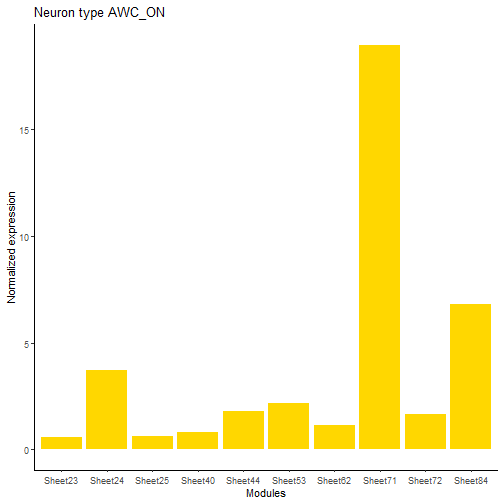 Neuron type AWC_ON
Normalized expression
15
10
5
0
Sheet23 Sheet24 Sheet25 Sheet40 Sheet44 Sheet53 Sheet62 Sheet71 Sheet72 Sheet84
Modules